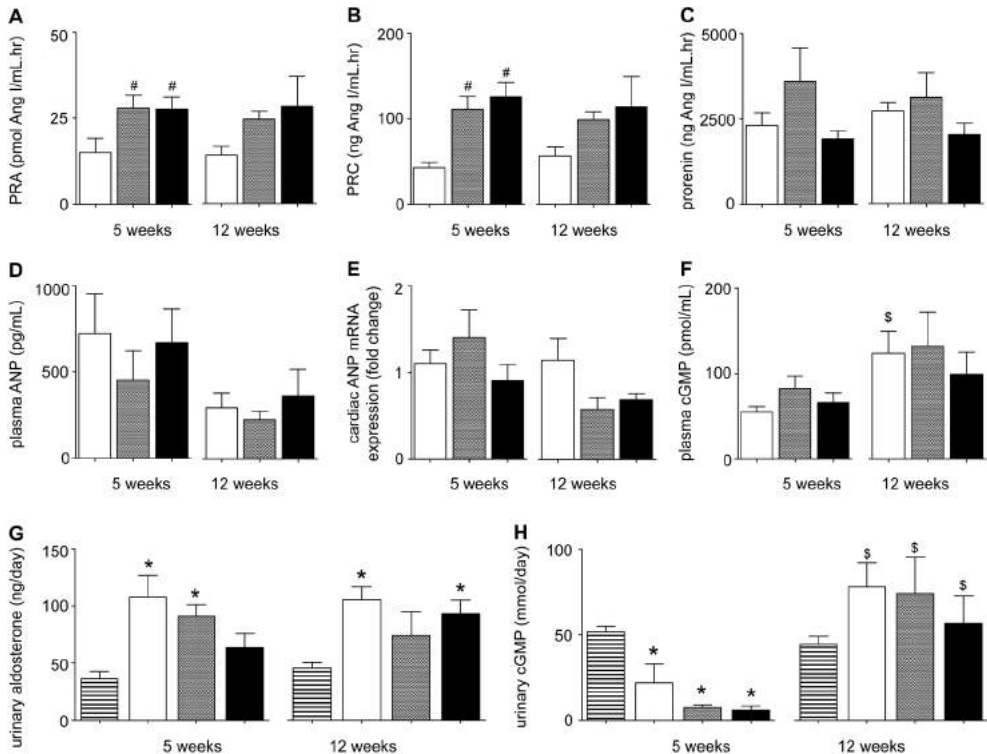 A
PRA (pmol Ang I/mL.hr)
50
25
0
#
#
5 weeks
12 weeks
B
PRC (ng Ang I/mL.hr)
200
100
0
#
#
5 weeks
12 weeks
C
prorenin (ng Ang I/mL.hr)
5000
2500
0
5 weeks
12 weeks
D
plasma ANP (pg/mL)
1000
500
0
5 weeks
12 weeks
E
cardiac ANP mRNA
expression (fold change)
2
1
0
5 weeks
12 weeks
F
plasma cGMP (pmol/mL)
200
100
0
$
5 weeks
12 weeks
G
urinary aldosterone (ng/day)
150
100
50
0
*
*
*
*
5 weeks
12 weeks
H
urinary cGMP (mmol/day)
100
50
0
*
*
*
$
$
$
5 weeks
12 weeks